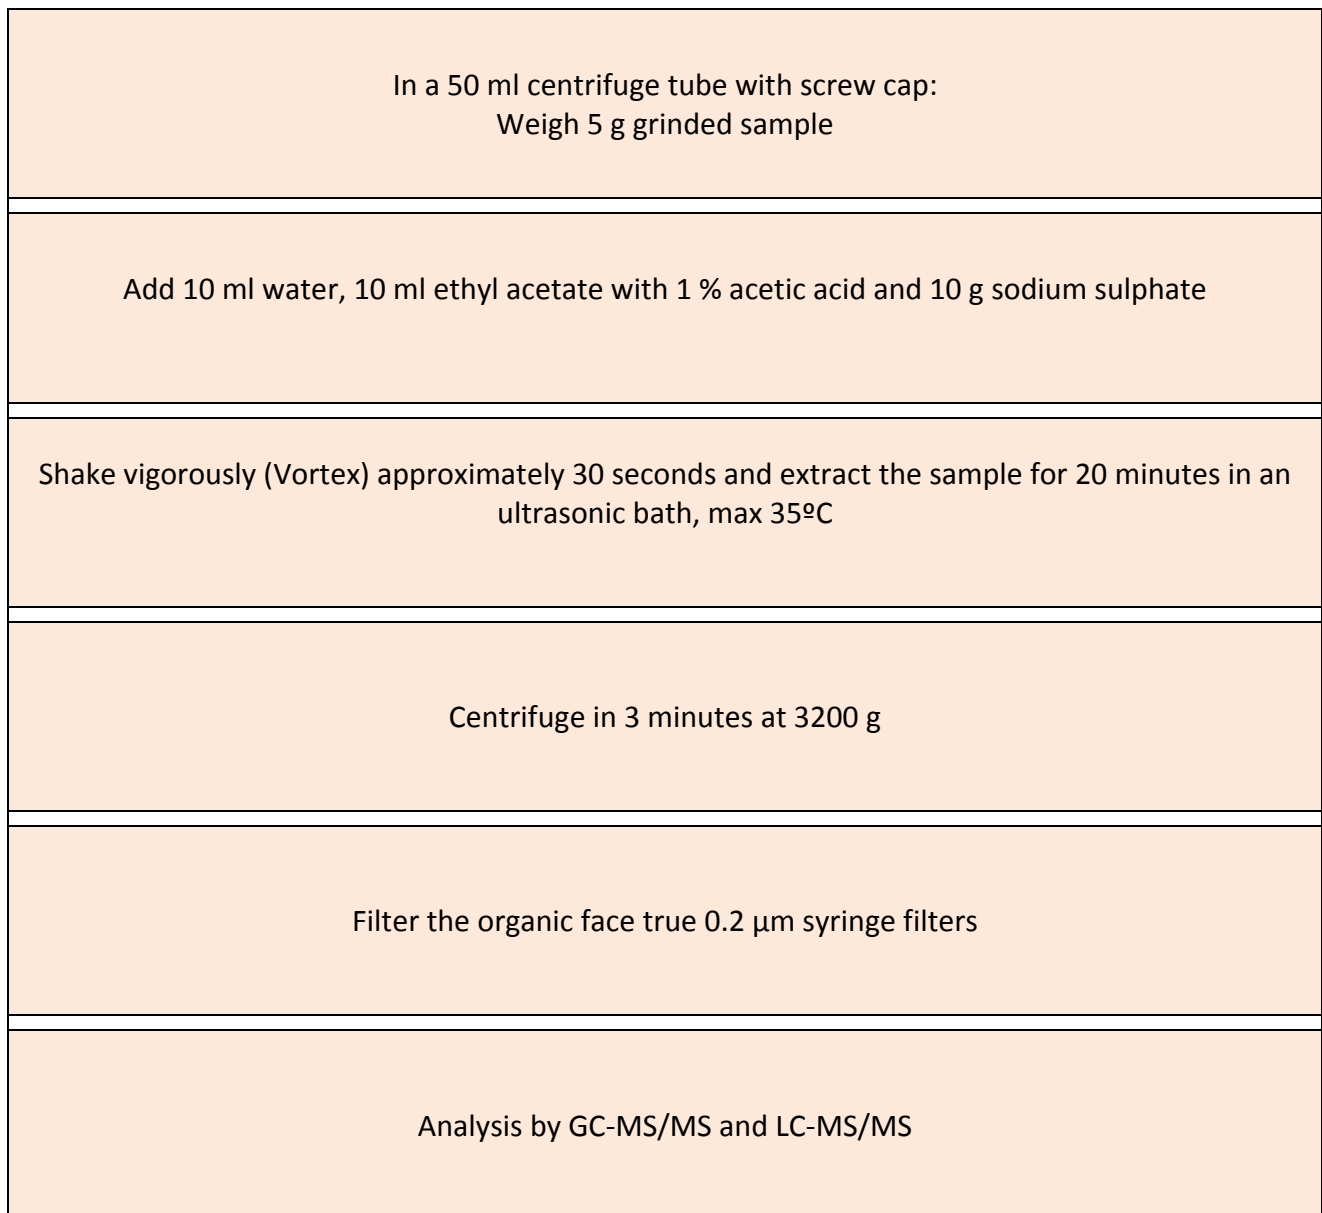 In a 50 ml centrifuge tube with screw cap:
Weigh 5 g grinded sample
Add 10 ml water, 10 ml ethyl acetate with 1 % acetic acid and 10 g sodium sulphate
Shake vigorously (Vortex) approximately 30 seconds and extract the sample for 20 minutes in an
ultrasonic bath, max 35ºC
Centrifuge in 3 minutes at 3200 g
Filter the organic face true 0.2 µm syringe filters
Analysis by GC-MS/MS and LC-MS/MS